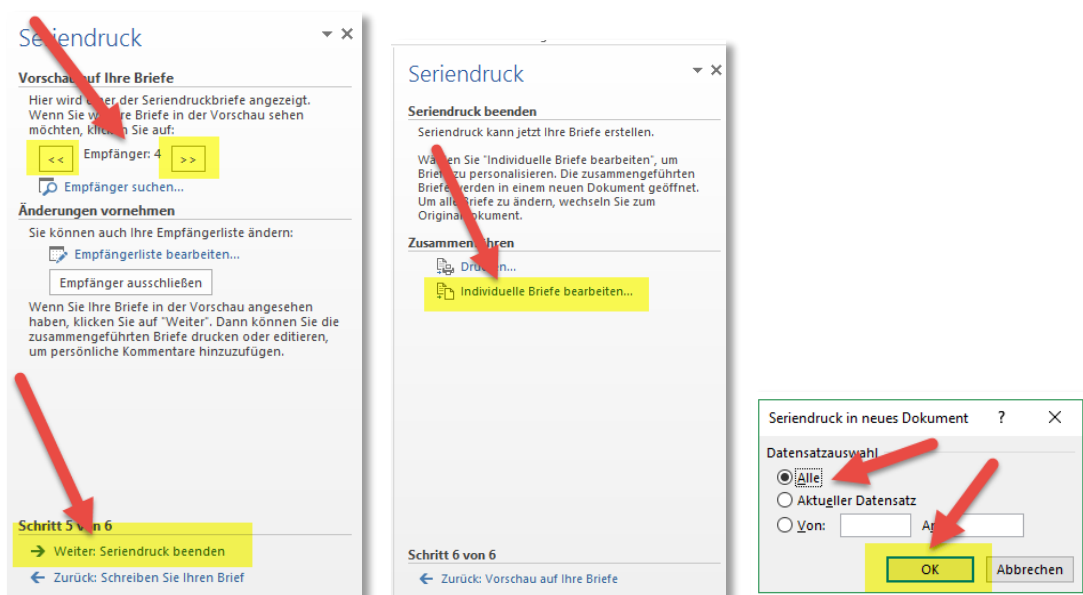 Seriendruck
Vorschau auf Ihre Briefe
Hier wird einer der Seriendruckbriefe angezeigt.
Wenn Sie weitere Briefe in der Vorschau sehen
möchten, klicken Sie auf:
<< Empfänger: 4 >>
Empfänger suchen...
Änderungen vornehmen
Sie können auch Ihre Empfängerliste ändern:
Empfängerliste bearbeiten...
Empfänger ausschließen
Wenn Sie Ihre Briefe in der Vorschau angesehen
haben, klicken Sie auf "Weiter". Dann können Sie die
zusammengeführten Briefe drucken oder editieren,
um persönliche Kommentare hinzuzufügen.
Schritt 5 von 6
Weiter: Seriendruck beenden
Zurück: Schreiben Sie Ihren Brief
Seriendruck
Seriendruck beenden
Seriendruck kann jetzt Ihre Briefe erstellen.
Wählen Sie "Individuelle Briefe bearbeiten", um
Briefe zu personalisieren. Die zusammengeführten
Briefe werden in einem neuen Dokument geöffnet.
Um alle Briefe zu ändern, wechseln Sie zum
Originaldokument.
Zusammenführen
Drucken...
Individuelle Briefe bearbeiten...
Schritt 6 von 6
Zurück: Vorschau auf Ihre Briefe
Seriendruck in neues Dokument ?
Datensatzauswahl
Alle
Aktueller Datensatz
Von:
OK Abbrechen